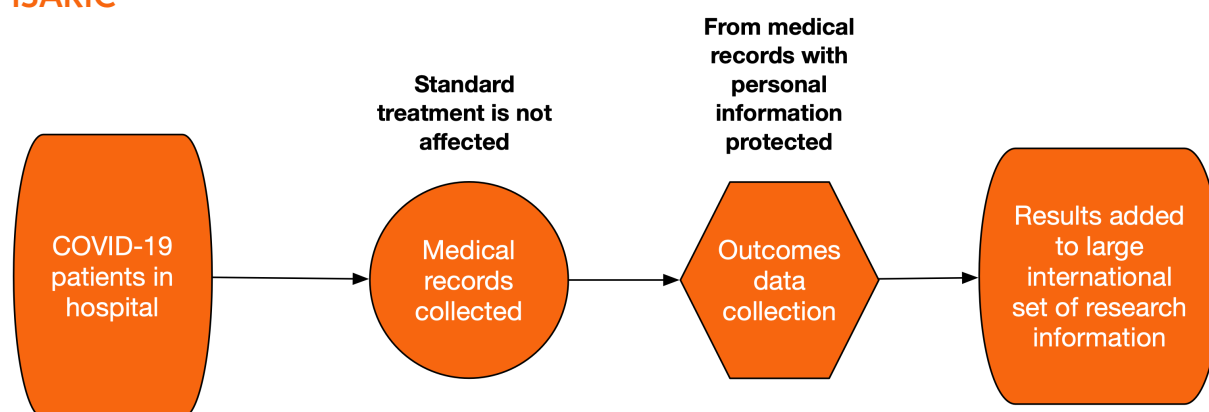 ISARIC
From medical
records with
personal
information
protected
Standard
treatment is not
affected
COVID-19
patients in
hospital
Medical
records
collected
Outcomes
data
collection
Results added
to large
international
set of research
information